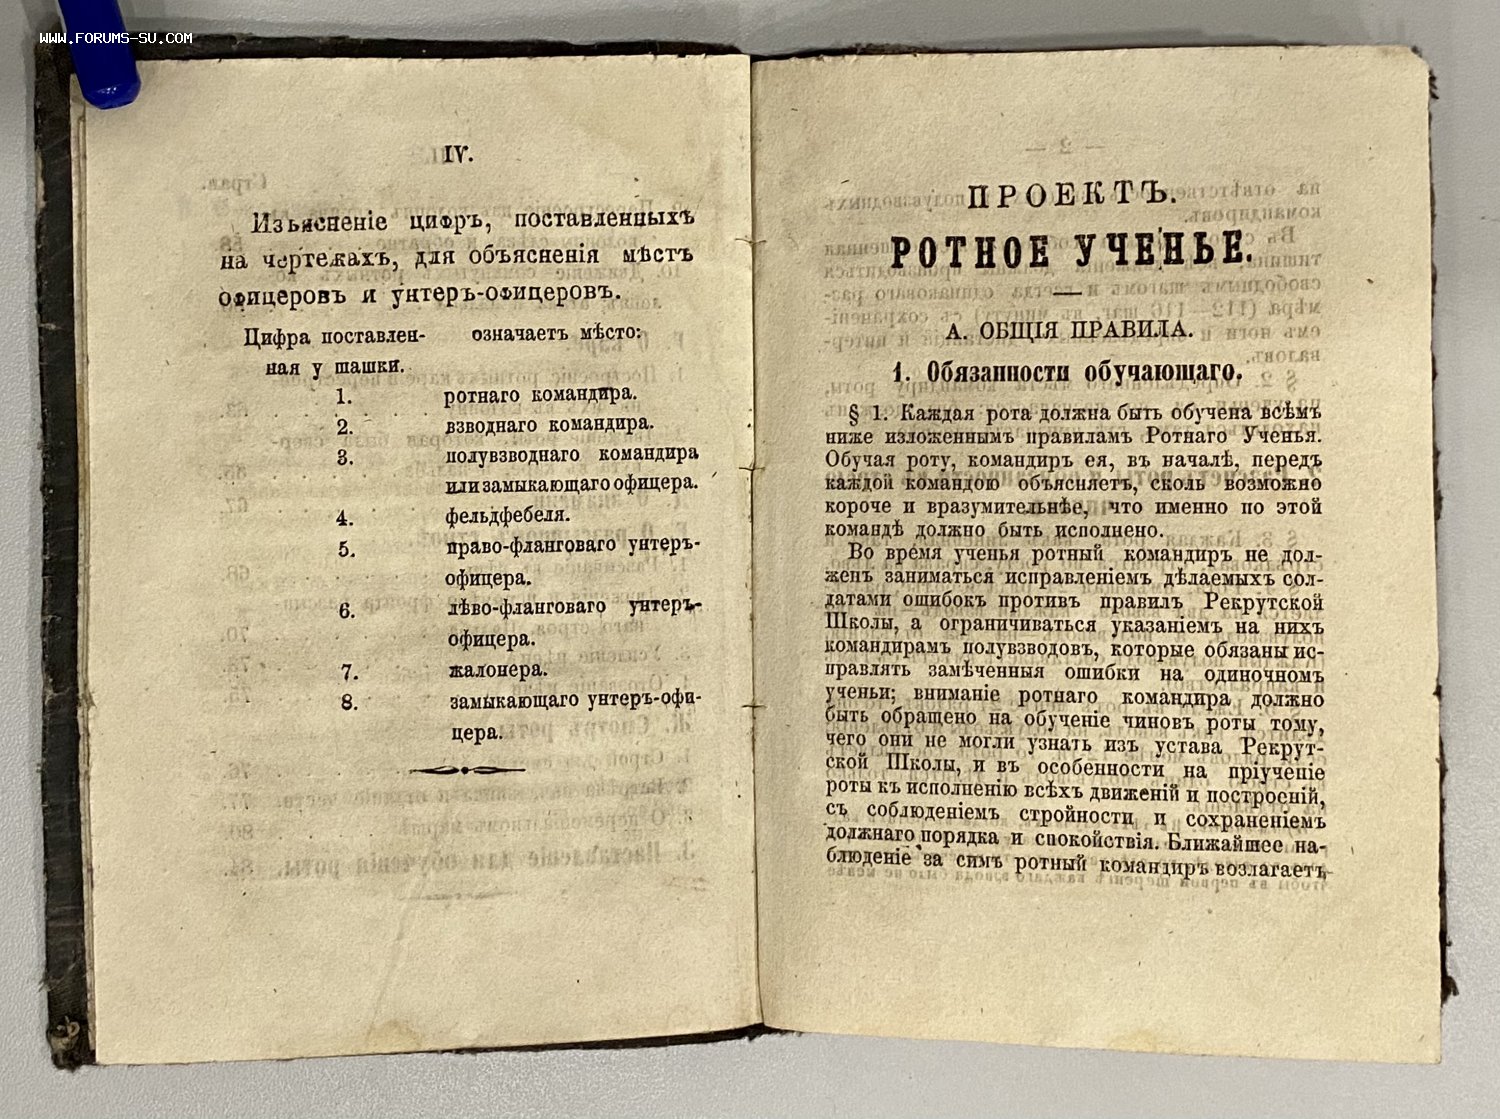 WWW.FORUMS-SU.COM
IV.
Изъясненіе цифръ, поставленныхъ
на чертежахъ, для объясненія мѣстъ
офицеровъ и унтеръ-офицеровъ.
Цифра поставлен- означаетъ мѣсто:
ная у шашки.
1. ротнаго командира.
2. взводнаго командира.
3. полувзводнаго командира
или замыкающаго офицера.
4. фельдфебеля.
5. право-фланговаго унтеръ-
офицера.
6. лѣво-фланговаго унтеръ-
офицера.
7. жалонера.
8. замыкающаго унтеръ-офи-
цера.
ПРОЕКТЪ.
РОТНОЕ УЧЕНЬЕ.
А. ОБЩІЯ ПРАВИЛА.
1. Обязанности обучающаго.
§ 1. Каждая рота должна быть обучена всѣмъ
ниже изложеннымъ правиламъ Ротнаго Ученья.
Обучая роту, командиръ ея, въ началѣ, передъ
каждой командою объясняетъ, сколь возможно
короче и вразумительнѣе, что именно по этой
командѣ должно быть исполнено.
Во время ученья ротный командиръ не дол-
женъ заниматься исправленіемъ дѣлаемыхъ сол-
датами ошибокъ противъ правилъ Рекрутской
Школы, а ограничиваться указаніемъ на нихъ
командирамъ полувзводовъ, которые обязаны ис-
правлять замѣченныя ошибки на одиночномъ
ученьи; вниманіе ротнаго командира должно
быть обращено на обученіе чиновъ роты тому,
чего они не могли узнать изъ устава Рекрут-
ской Школы, и въ особенности на пріученіе
роты къ исполненію всѣхъ движеній и построеній,
съ соблюденіемъ стройности и сохраненіемъ
должнаго порядка и спокойствія. Ближайшее на-
блюденіе за симъ ротный командиръ возлагаетъ